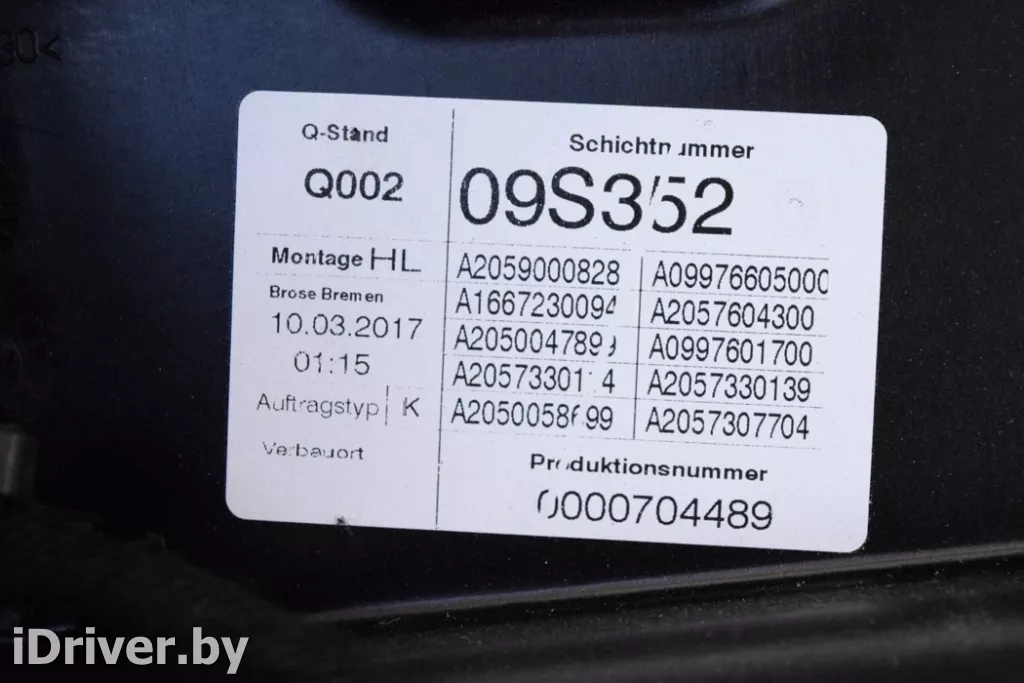 Q-Stand
Q002
Schichtnummer
09S352
Montage HL
Brose Bremen
10.03.2017
01:15
Auftragstyp K
Verbauort
A2059000828 A09976605000
A1667230094 A2057604300
A2050047899 A0997601700
A2057330139
A2057307704
Produktionsnummer
0000704489
iDriver.by